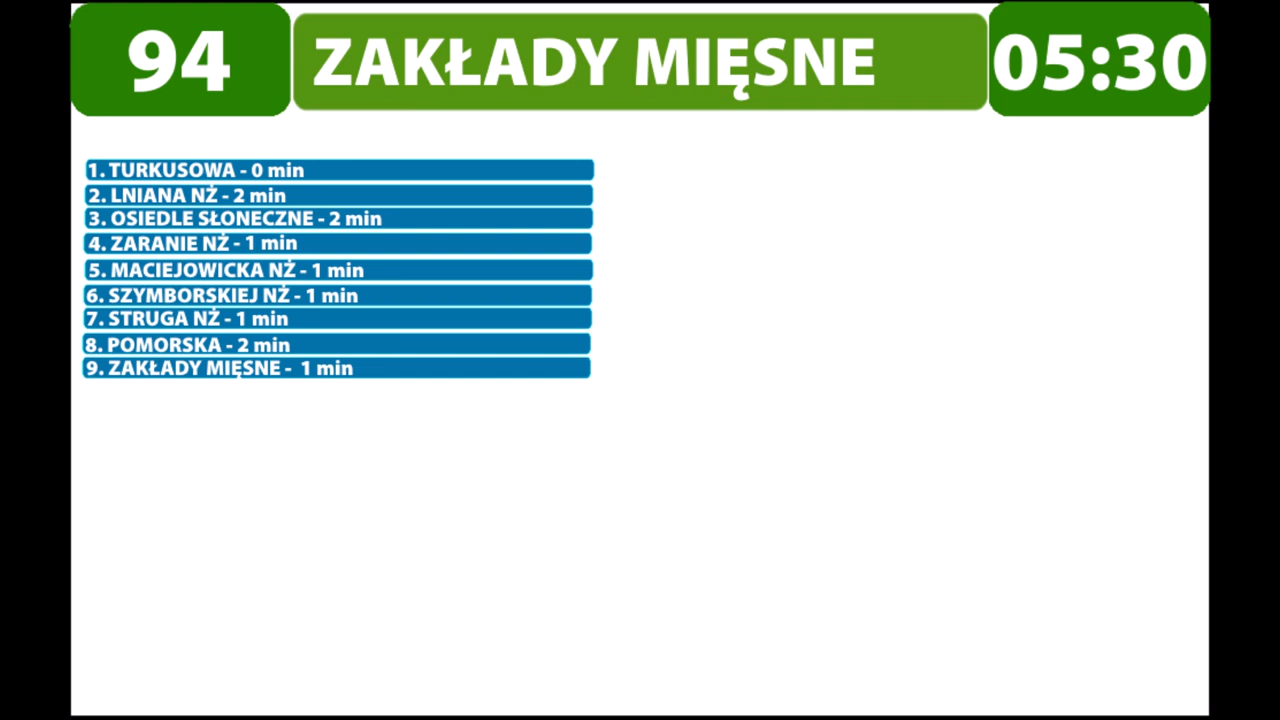 94 ZAKŁADY MIĘSNE 05:30
1. TURKUSOWA - 0 min
2. LNIANA NŻ - 2 min
3. OSIEDLE SŁONECZNE - 2 min
4. ZARANIE NŻ - 1 min
5. MACIEJOWICKA NŻ - 1 min
6. SZYMBORSKIEJ NŻ - 1 min
7. STRUGA NŻ - 1 min
8. POMORSKA - 2 min
9. ZAKŁADY MIĘSNE -  1 min